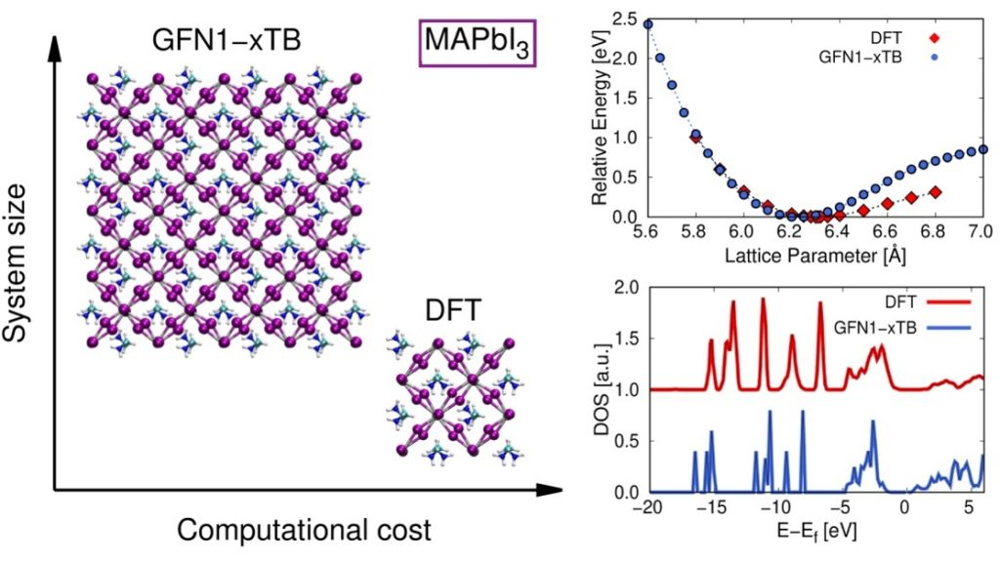 GFN1−xTB
MAPbI3
DFT
System size
Computational cost
2.5
2.0
1.5
1.0
0.5
0.0
Relative Energy [eV]
DFT
GFN1−xTB
5.6 5.8 6.0 6.2 6.4 6.6 6.8 7.0
Lattice Parameter [Å]
2.0
1.5
1.0
0.5
0.0
DOS [a.u.]
DFT
GFN1−xTB
−20 −15 −10 −5 0 5
E−Ef [eV]